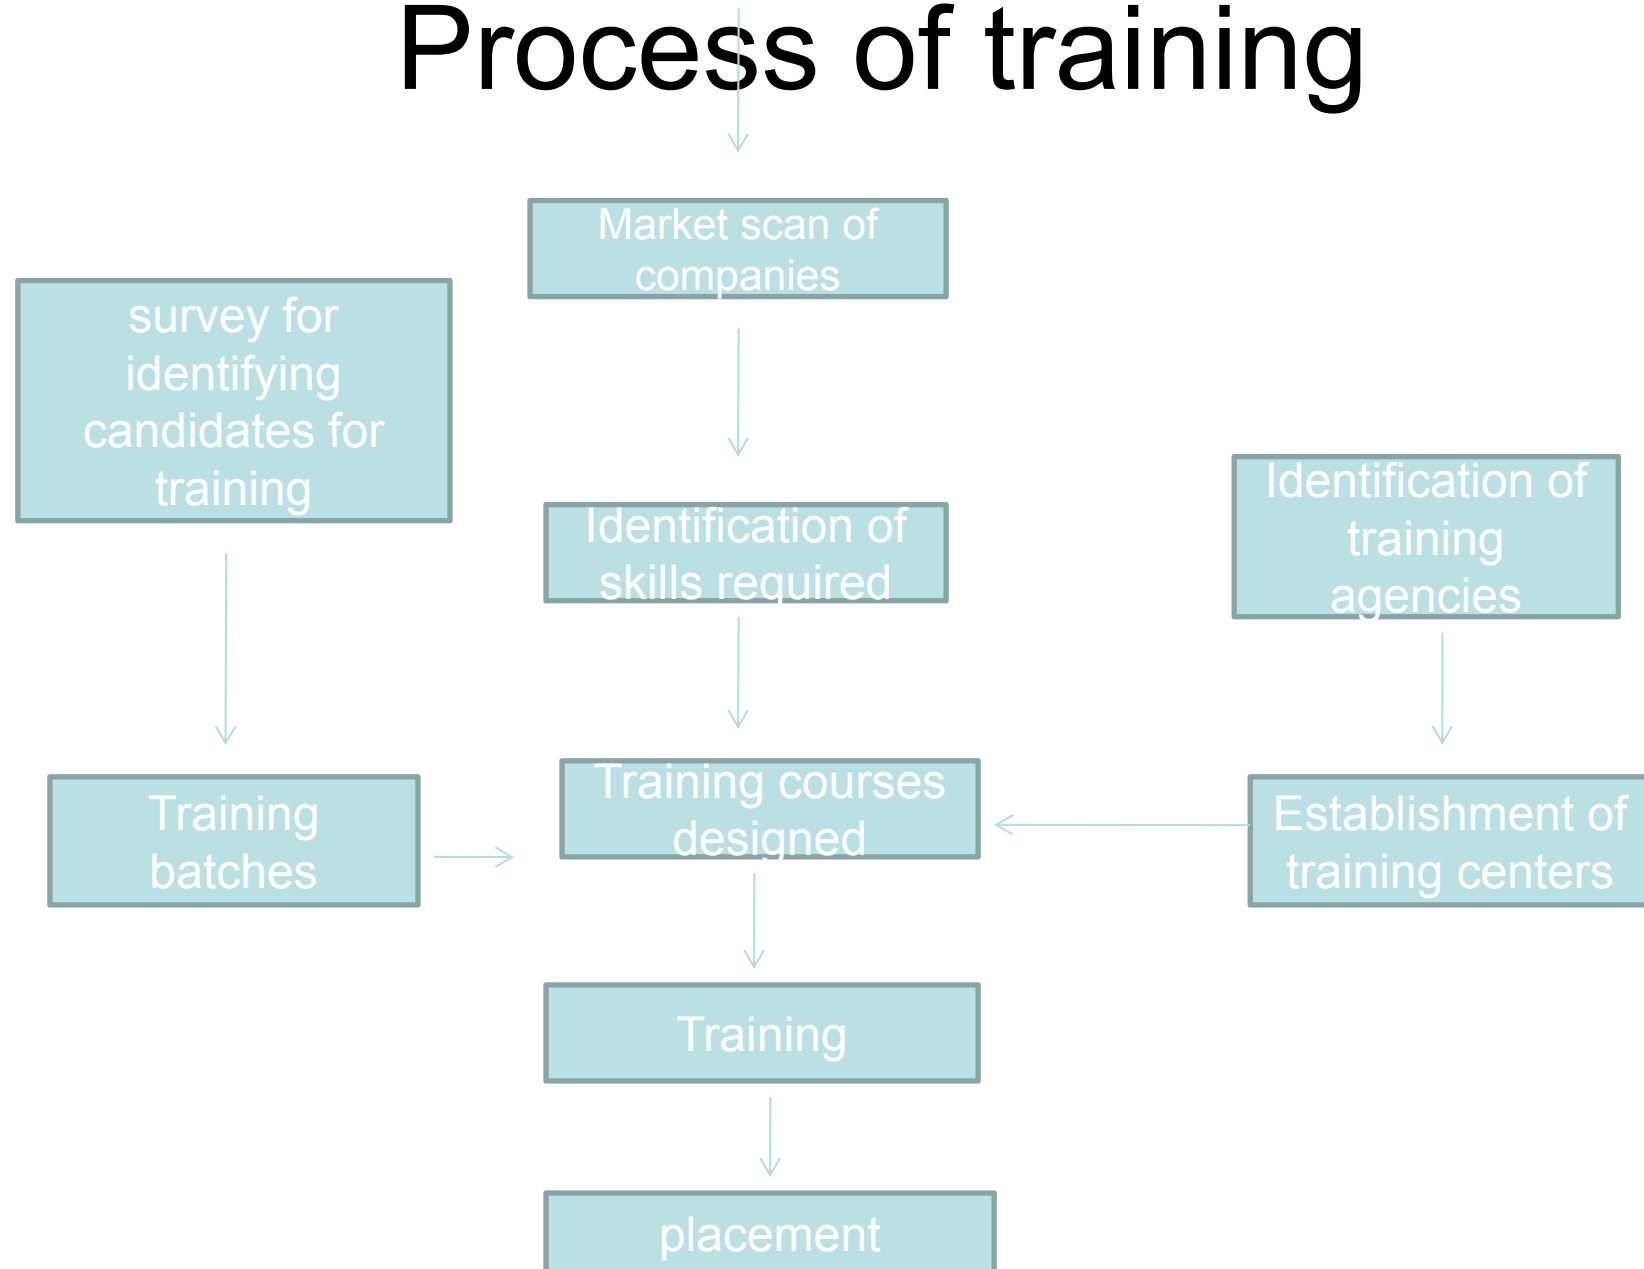 Process of training
Market scan of
companies
survey for
identifying
candidates for
training
Identification of
skills required
Identification of
training
agencies
Training
batches
Training courses
designed
Establishment of
training centers
Training
placement